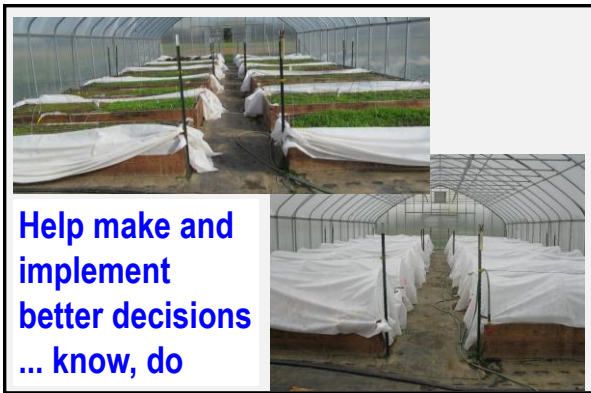 Help make and
implement
better decisions
... know, do